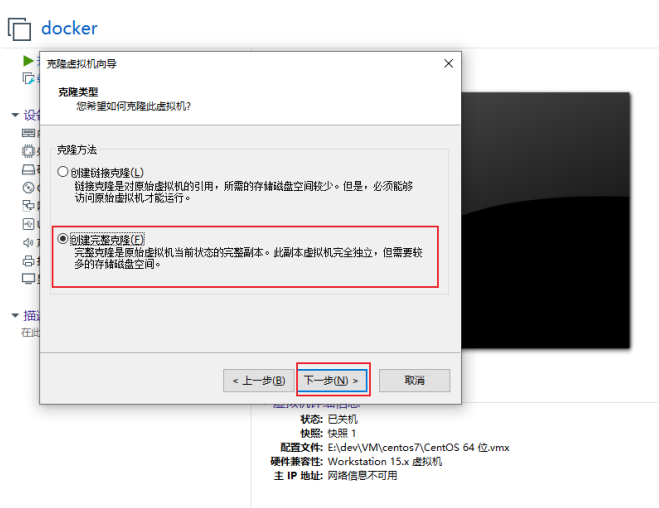 docker
克隆虚拟机向导
克隆类型
您希望如何克隆此虚拟机?
克隆方法
创建链接克隆(L)
链接克隆是对原始虚拟机的引用，所需的存储磁盘空间较少。但是，必须能够
访问原始虚拟机才能运行。
创建完整克隆(F)
完整克隆是原始虚拟机当前状态的完整副本。此副本虚拟机完全独立，但需要较
多的存储磁盘空间。
< 上一步(B)
下一步(N) >
取消
设
描
在此
虚拟机详细信息
状态: 已关机
快照: 快照 1
配置文件: E:\dev\VM\centos7\CentOS 64 位.vmx
硬件兼容性: Workstation 15.x 虚拟机
主 IP 地址: 网络信息不可用